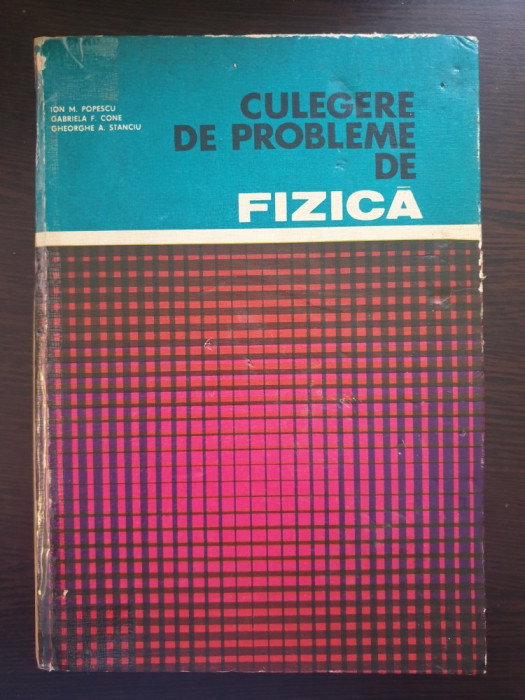 ION M. POPESCU
GABRIELA F. CONE
GHEORGHE A. STANCIU
CULEGERE
DE PROBLEME
DE
FIZICĂ